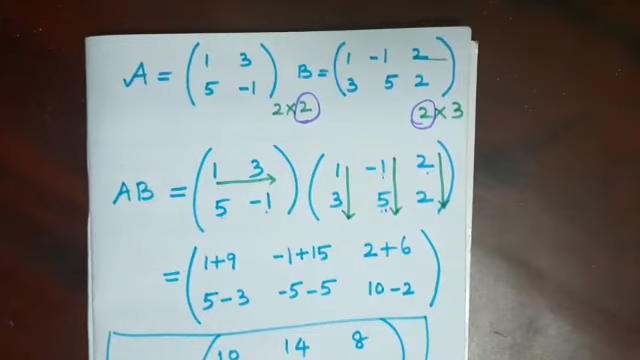 A = ( 1 3 5 -1 ) B = ( 1 -1 2 3 5 2 )
2×2 2×3
AB = ( 1 3 5 -1 ) ( 1 -1 2 3 5 2 )
= ( 1+9 -1+15 2+6
5-3 -5-5 10-2 )
( 10 14 8 )